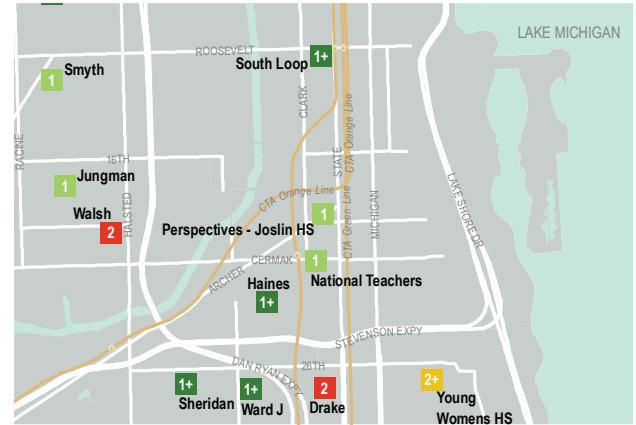 LAKE MICHIGAN
ROOSEVELT
South Loop
1+
Smyth
1
CLARK
CTA Orange Line
RACINE
16TH
STATE
Jungman
1
CTA Orange Line
HALSTED
MICHIGAN
LAKE SHORE DR
Walsh
2
1
Perspectives - Joslin HS
CTA Green Line
CERMAK
1
ARCHER
National Teachers
Haines
1+
STEVENSON EXPY
DAN RYAN EXPY
26TH
1+
1+
2
2+
Sheridan
Ward J
Drake
Young
Womens HS